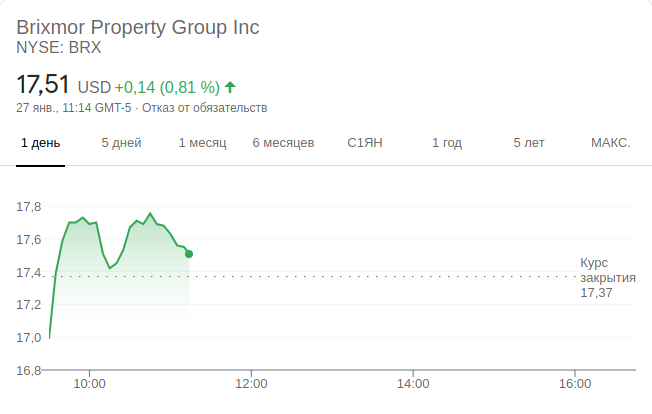 Brixmor Property Group Inc
NYSE: BRX
17,51 USD +0,14 (0,81 %)
27 янв., 11:14 GMT-5 · Отказ от обязательств
1 день 5 дней 1 месяц 6 месяцев С1ЯН 1 год 5 лет МАКС.
17,8
17,6
17,4
17,2
17,0
16,8
Курс
закрытия
17,37
10:00 12:00 14:00 16:00